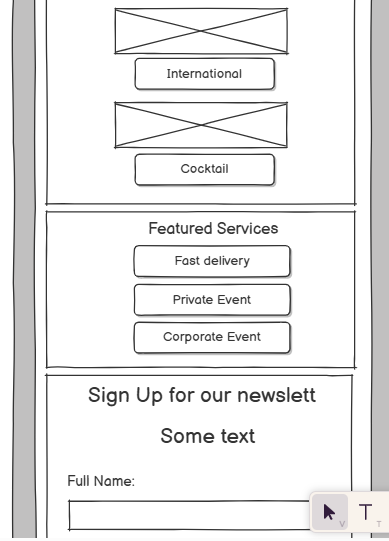 International
Cocktail
Featured Services
Fast delivery
Private Event
Corporate Event
Sign Up for our newslett
Some text
Full Name:
V
T
T